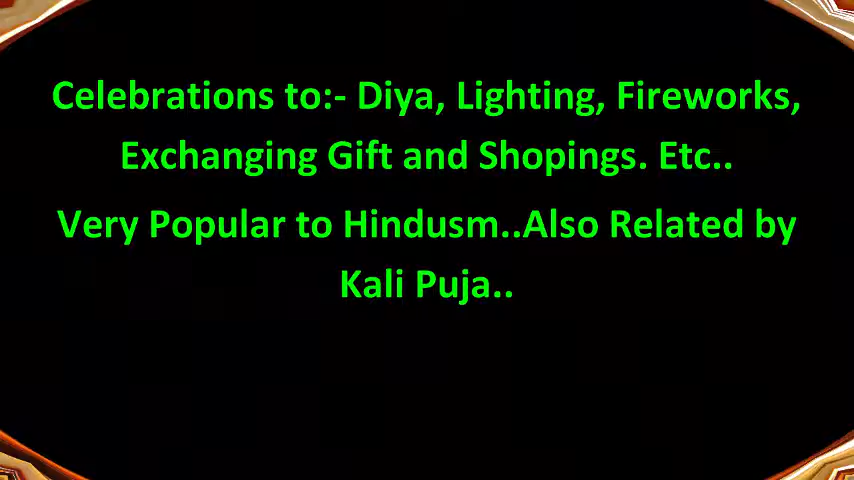 Celebrations to:- Diya, Lighting, Fireworks,
Exchanging Gift and Shopings. Etc..
Very Popular to Hindusm..Also Related by
Kali Puja..